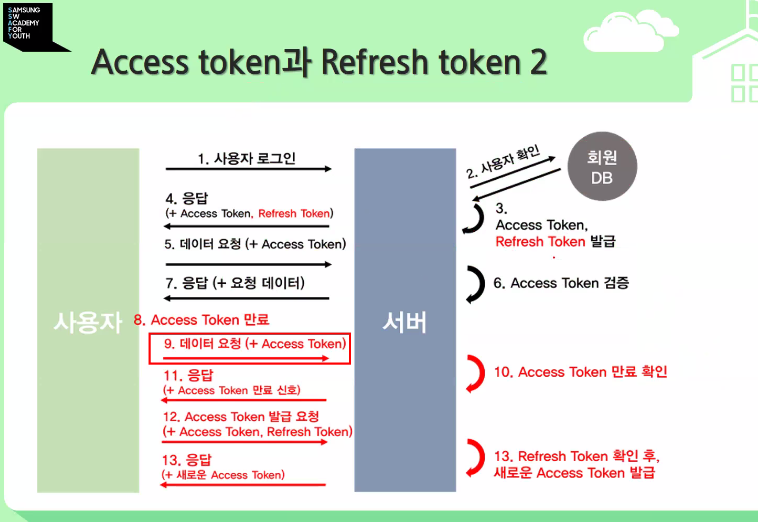 SAMSUNG
SW
ACADEMY
FOR
YOUTH
Access token과 Refresh token 2
사용자
서버
회원
DB
1. 사용자 로그인
2. 사용자 확인
3.
Access Token,
Refresh Token 발급
4. 응답
(+ Access Token, Refresh Token)
5. 데이터 요청 (+ Access Token)
6. Access Token 검증
7. 응답 (+ 요청 데이터)
8. Access Token 만료
9. 데이터 요청 (+ Access Token)
10. Access Token 만료 확인
11. 응답
(+ Access Token 만료 신호)
12. Access Token 발급 요청
(+ Access Token, Refresh Token)
13. Refresh Token 확인 후,
새로운 Access Token 발급
13. 응답
(+ 새로운 Access Token)